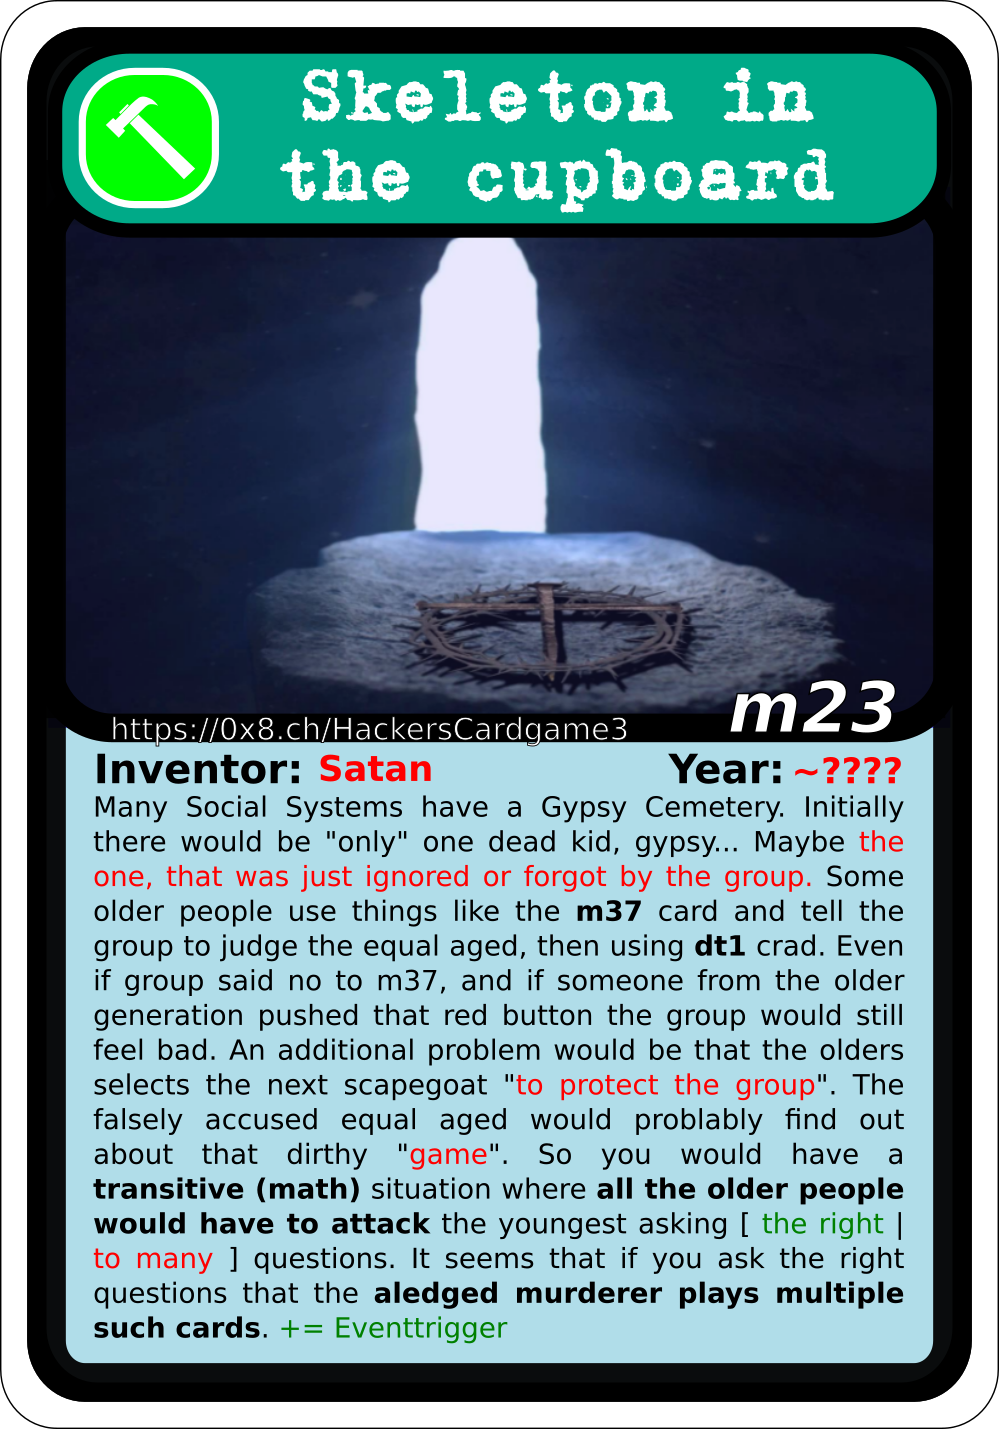 Skeleton in
the cupboard
m23
https://0x8.ch/HackersCardgame3
Inventor: Satan Year: ~????
Many Social Systems have a Gypsy Cemetery. Initially
there would be "only" one dead kid, gypsy... Maybe the
one, that was just ignored or forgot by the group. Some
older people use things like the m37 card and tell the
group to judge the equal aged, then using dt1 crad. Even
if group said no to m37, and if someone from the older
generation pushed that red button the group would still
feel bad. An additional problem would be that the olders
selects the next scapegoat "to protect the group". The
falsely accused equal aged would problably find out
about that dirthy "game". So you would have a
transitive (math) situation where all the older people
would have to attack the youngest asking [ the right |
to many ] questions. It seems that if you ask the right
questions that the aledged murderer plays multiple
such cards. += Eventtrigger